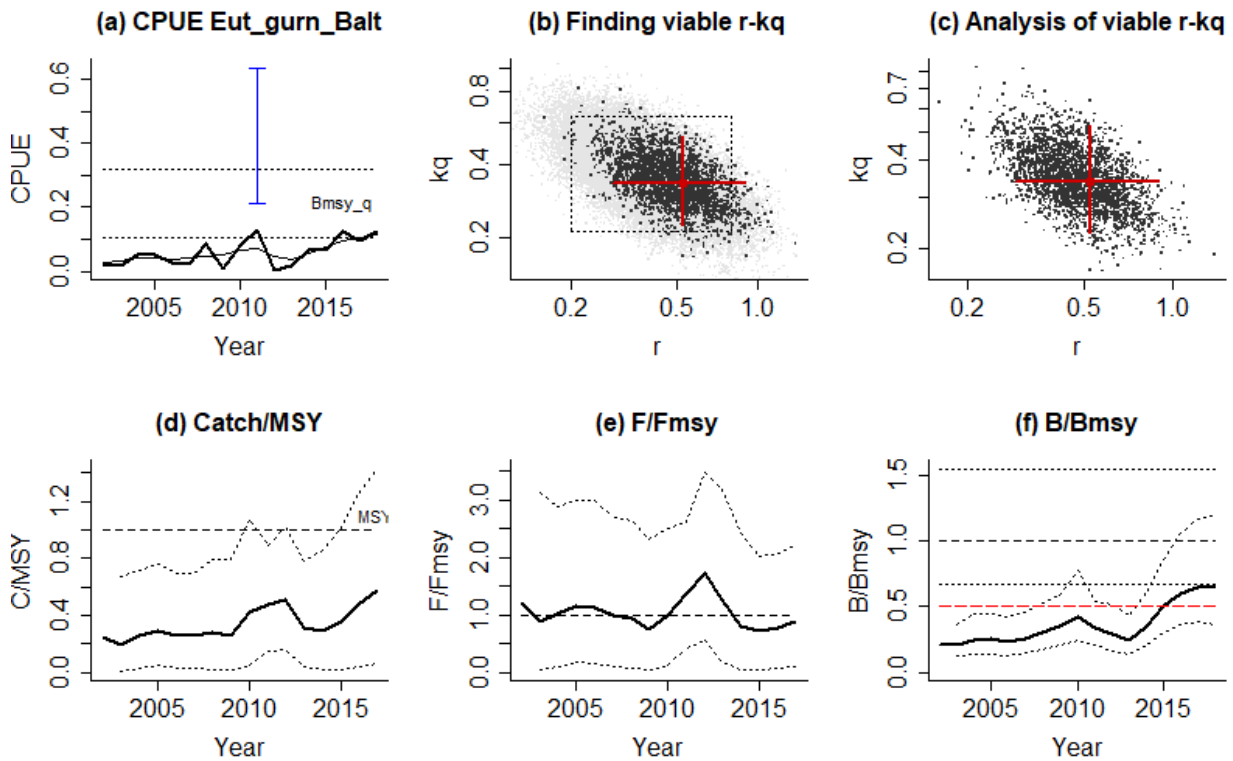 (a) CPUE Eut_gurn_Balt
CPUE
0.0 0.2 0.4 0.6
Bmsy_q
2005 2010 2015
Year
(b) Finding viable r-kq
kq
0.2 0.4 0.8
0.2 0.5 1.0
r
(c) Analysis of viable r-kq
kq
0.2 0.4 0.7
0.2 0.5 1.0
r
(d) Catch/MSY
C/MSY
0.0 0.4 0.8 1.2
MSY
2005 2010 2015
Year
(e) F/Fmsy
F/Fmsy
0.0 1.0 2.0 3.0
2005 2010 2015
Year
(f) B/Bmsy
B/Bmsy
0.0 0.5 1.0 1.5
2005 2010 2015
Year